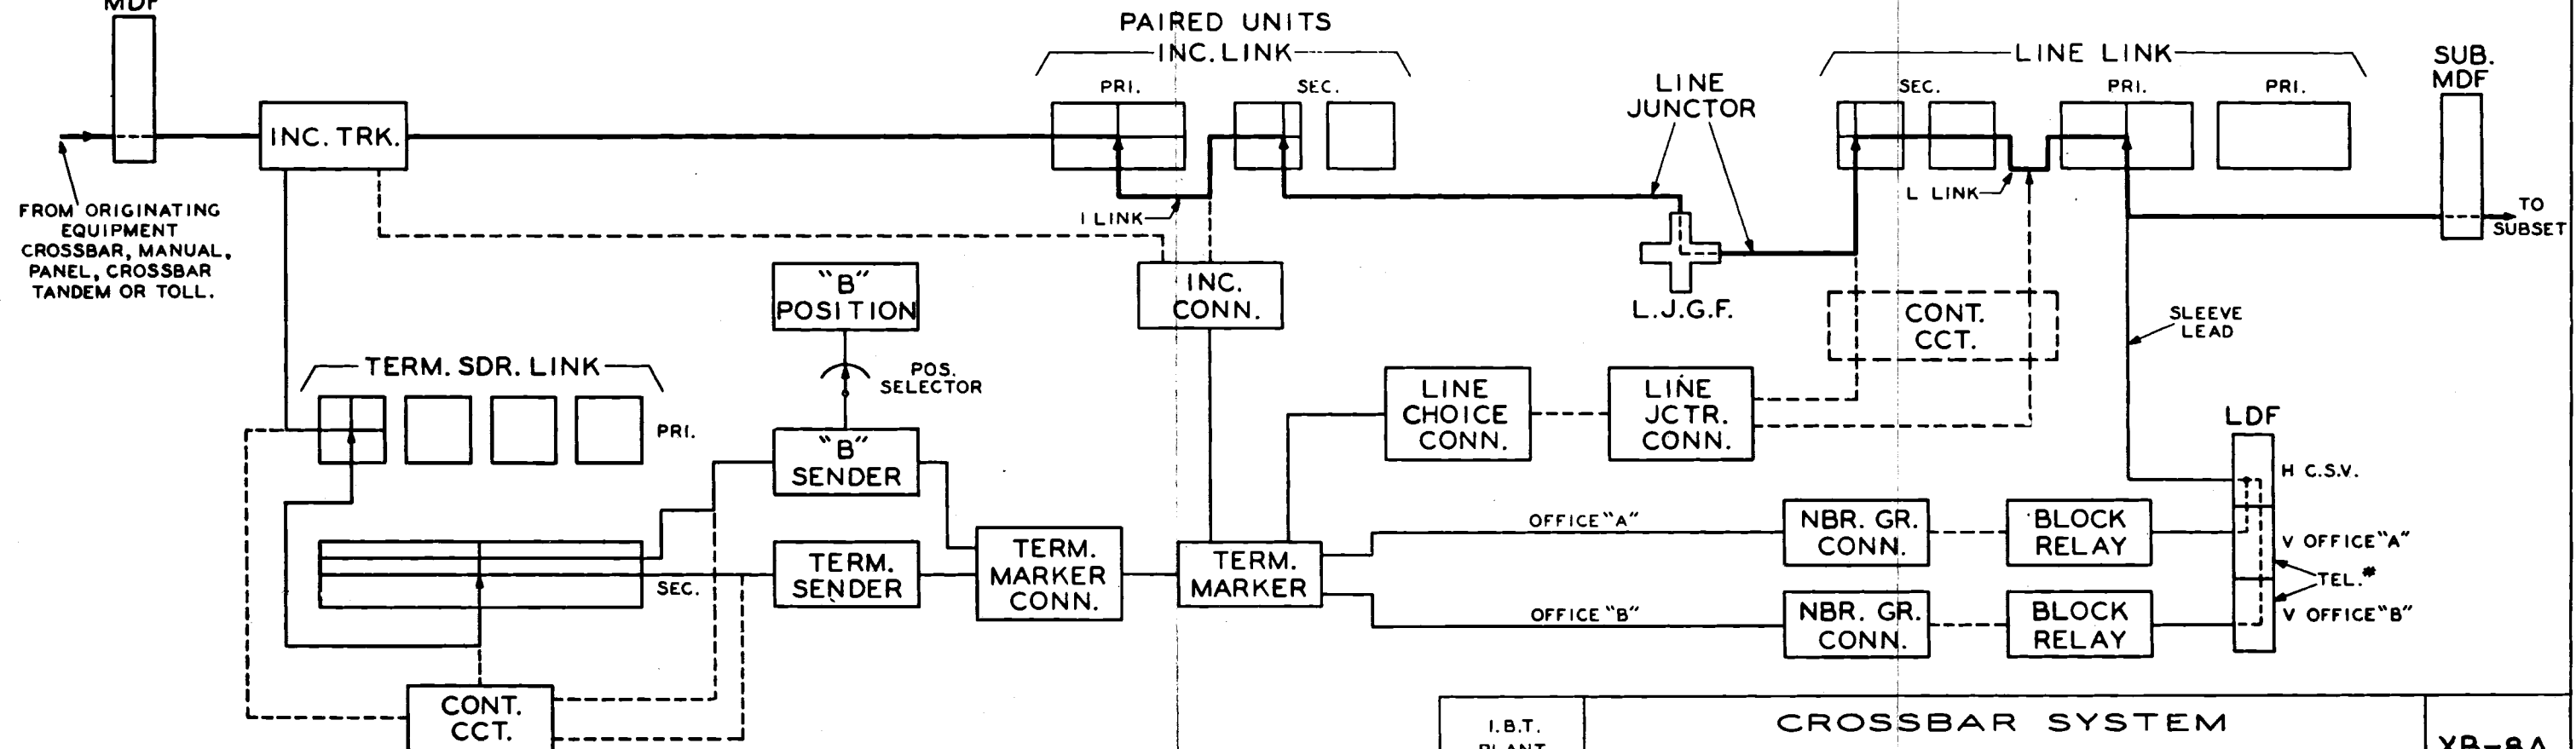 MDF
PAIRED UNITS
INC. LINK
PRI.
SEC.
LINE LINK
SEC.
PRI.
PRI.
SUB.
MDF
LINE
JUNCTOR
INC. TRK.
FROM ORIGINATING
EQUIPMENT
CROSSBAR, MANUAL,
PANEL, CROSSBAR
TANDEM OR TOLL.
I LINK
L LINK
TO
SUBSET
"B"
POSITION
INC.
CONN.
L.J.G.F.
CONT.
CCT.
SLEEVE
LEAD
TERM. SDR. LINK
PRI.
POS.
SELECTOR
LINE
CHOICE
CONN.
LINE
JCTR.
CONN.
LDF
"B"
SENDER
H C.S.V.
OFFICE "A"
NBR. GR.
CONN.
BLOCK
RELAY
V OFFICE "A"
SEC.
TERM.
SENDER
TERM.
MARKER
CONN.
TERM.
MARKER
TEL.#
OFFICE "B"
NBR. GR.
CONN.
BLOCK
RELAY
V OFFICE "B"
CONT.
CCT.
I.B.T.
PLANT
CROSSBAR SYSTEM
XB-8A